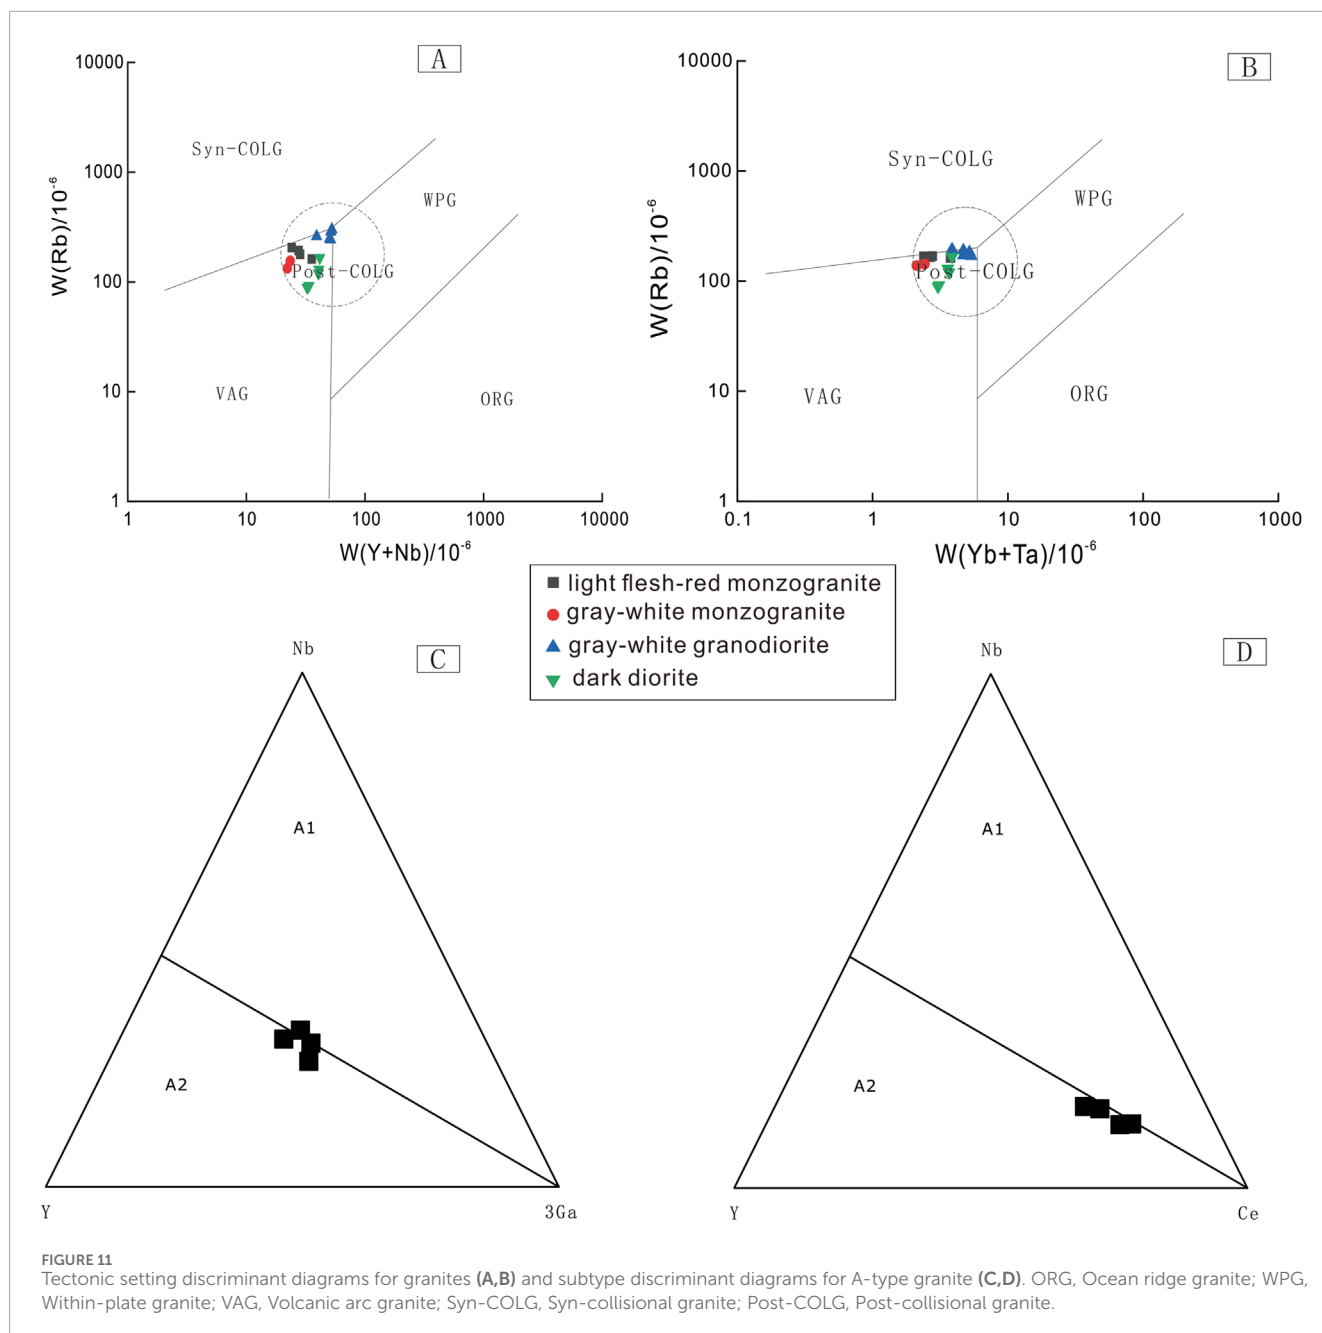 A
10000
1000
100
10
1
W(Rb)/10-6
Syn-COLG
WPG
Post-COLG
VAG
ORG
1 10 100 1000 10000
W(Y+Nb)/10-6
B
10000
1000
100
10
1
W(Rb)/10-6
Syn-COLG
WPG
Post-COLG
VAG
ORG
0.1 1 10 100 1000
W(Yb+Ta)/10-6
light flesh-red monzogranite
gray-white monzogranite
gray-white granodiorite
dark diorite
C
Nb
A1
A2
Y 3Ga
D
Nb
A1
A2
Y Ce
FIGURE 11
Tectonic setting discriminant diagrams for granites (A,B) and subtype discriminant diagrams for A-type granite (C,D). ORG, Ocean ridge granite; WPG,
Within-plate granite; VAG, Volcanic arc granite; Syn-COLG, Syn-collisional granite; Post-COLG, Post-collisional granite.